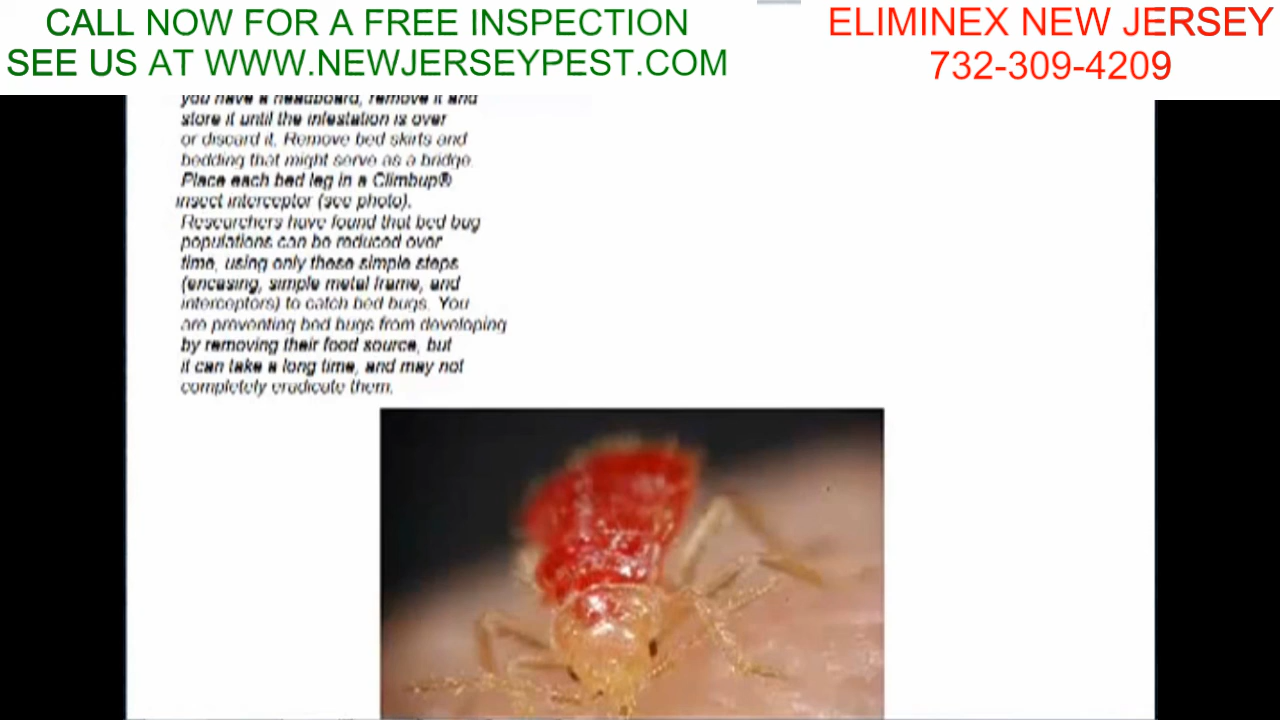 CALL NOW FOR A FREE INSPECTION
SEE US AT WWW.NEWJERSEYPEST.COM
ELIMINEX NEW JERSEY
732-309-4209
you have a headboard, remove it and
store it until the infestation is over
or discard it. Remove bed skirts and
bedding that might serve as a bridge.
Place each bed leg in a Climbup®
insect interceptor (see photo).
Researchers have found that bed bug
populations can be reduced over
time, using only these simple steps
(encasing, simple metal frame, and
interceptors) to catch bed bugs. You
are preventing bed bugs from developing
by removing their food source, but
it can take a long time, and may not
completely eradicate them.